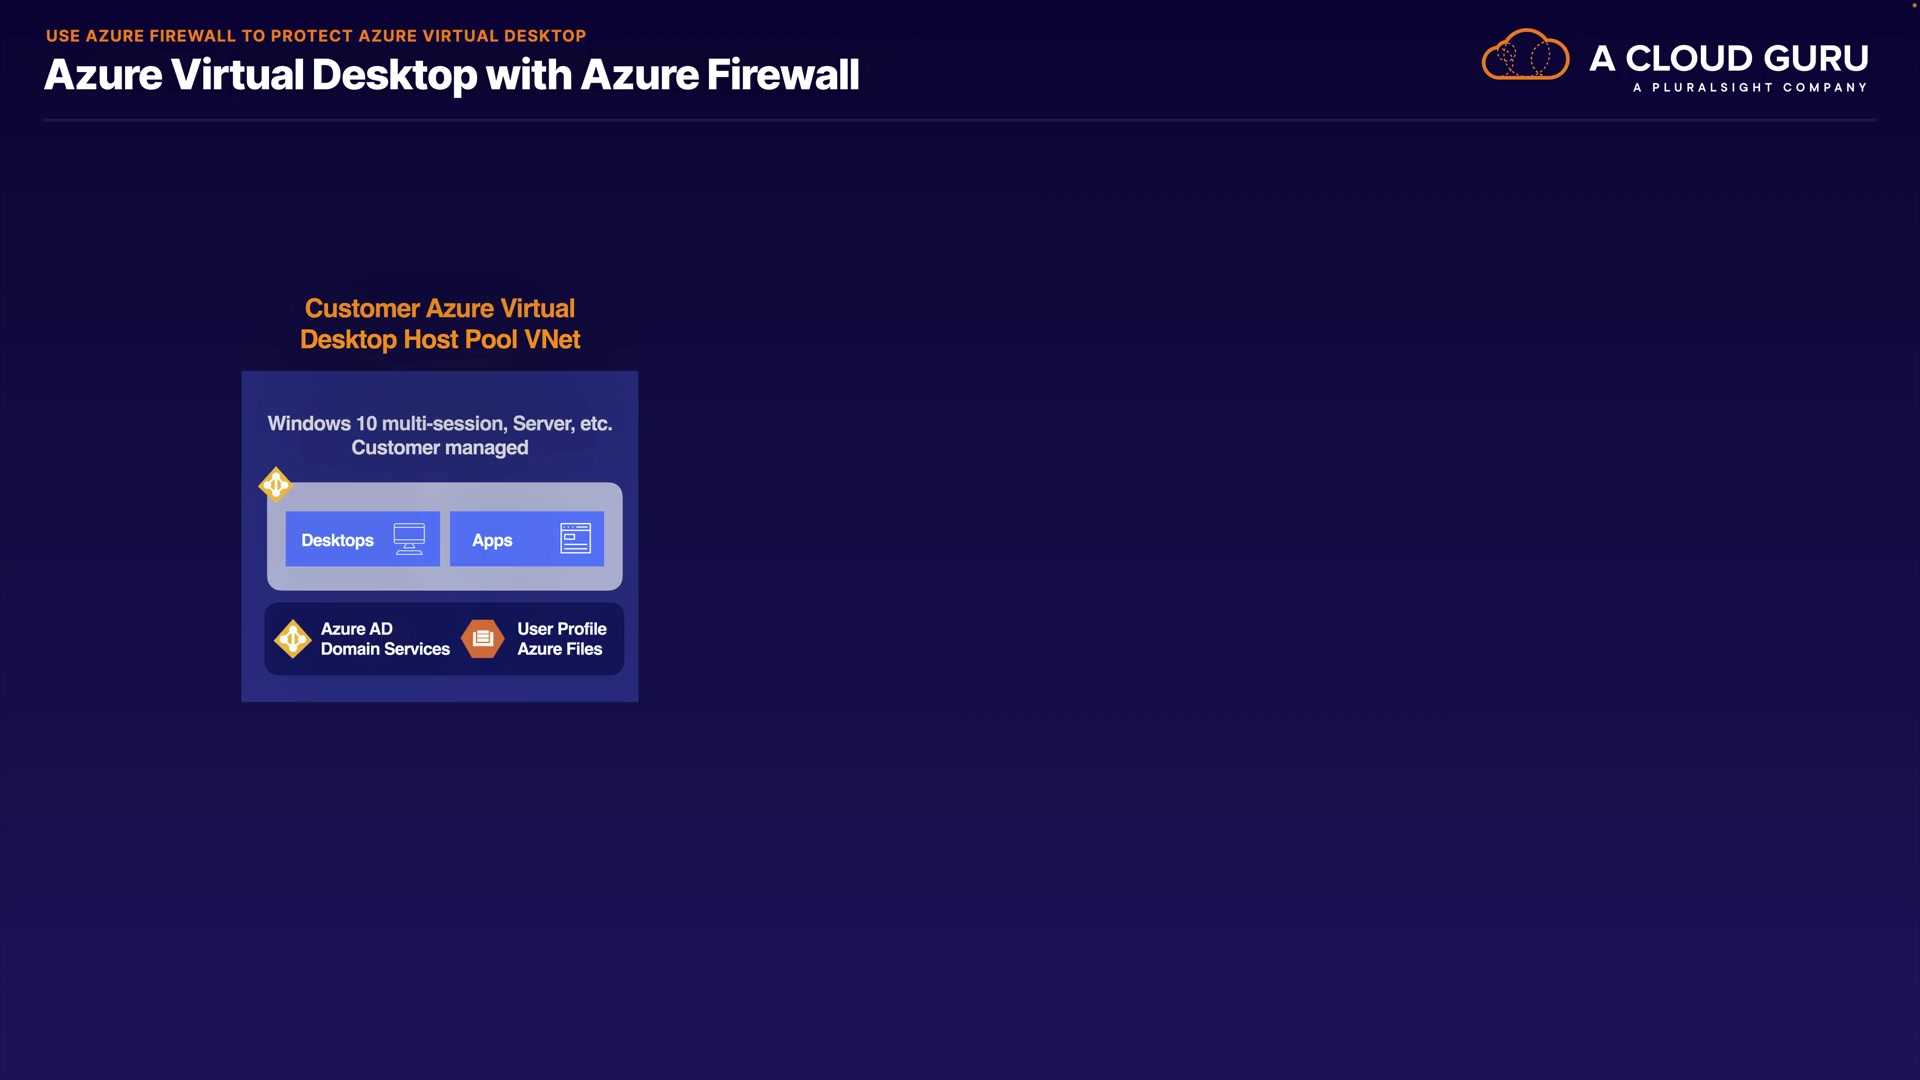 USE AZURE FIREWALL TO PROTECT AZURE VIRTUAL DESKTOP
Azure Virtual Desktop with Azure Firewall
A CLOUD GURU
A PLURALSIGHT COMPANY
Customer Azure Virtual
Desktop Host Pool VNet
Windows 10 multi-session, Server, etc.
Customer managed
Desktops
Apps
Azure AD
Domain Services
User Profile
Azure Files